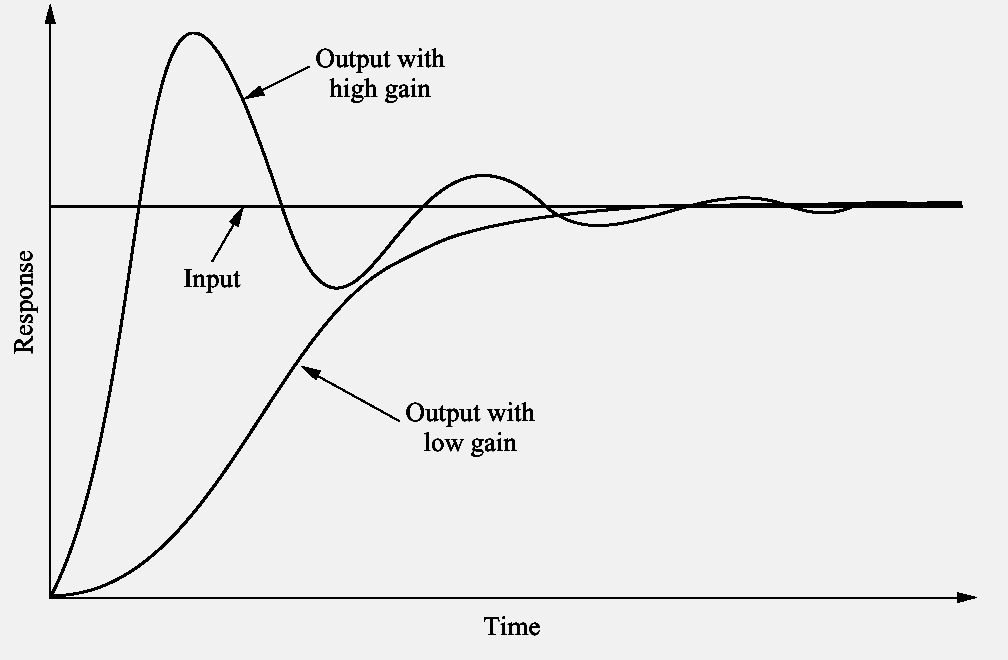 Output with
high gain
Input
Response
Output with
low gain
Time